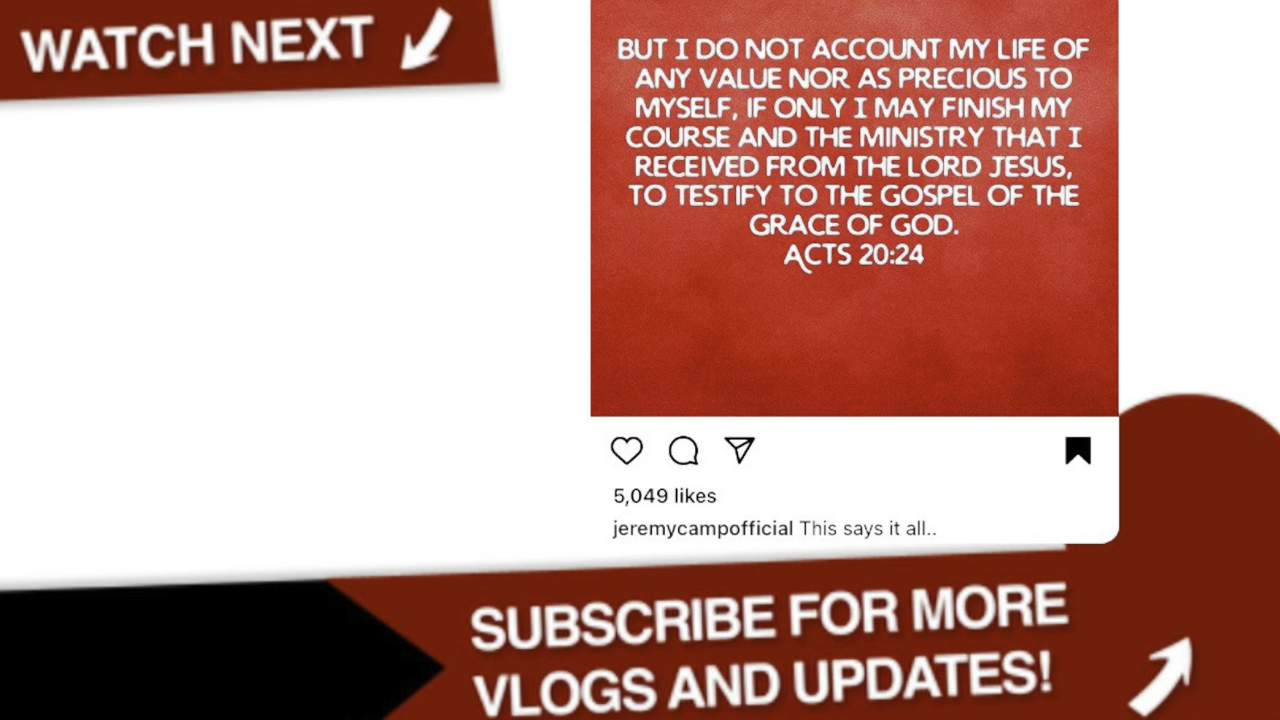 WATCH NEXT
BUT I DO NOT ACCOUNT MY LIFE OF
ANY VALUE NOR AS PRECIOUS TO
MYSELF, IF ONLY I MAY FINISH MY
COURSE AND THE MINISTRY THAT I
RECEIVED FROM THE LORD JESUS,
TO TESTIFY TO THE GOSPEL OF THE
GRACE OF GOD.
ACTS 20:24
5,049 likes
jeremycampofficial This says it all..
SUBSCRIBE FOR MORE
VLOGS AND UPDATES!